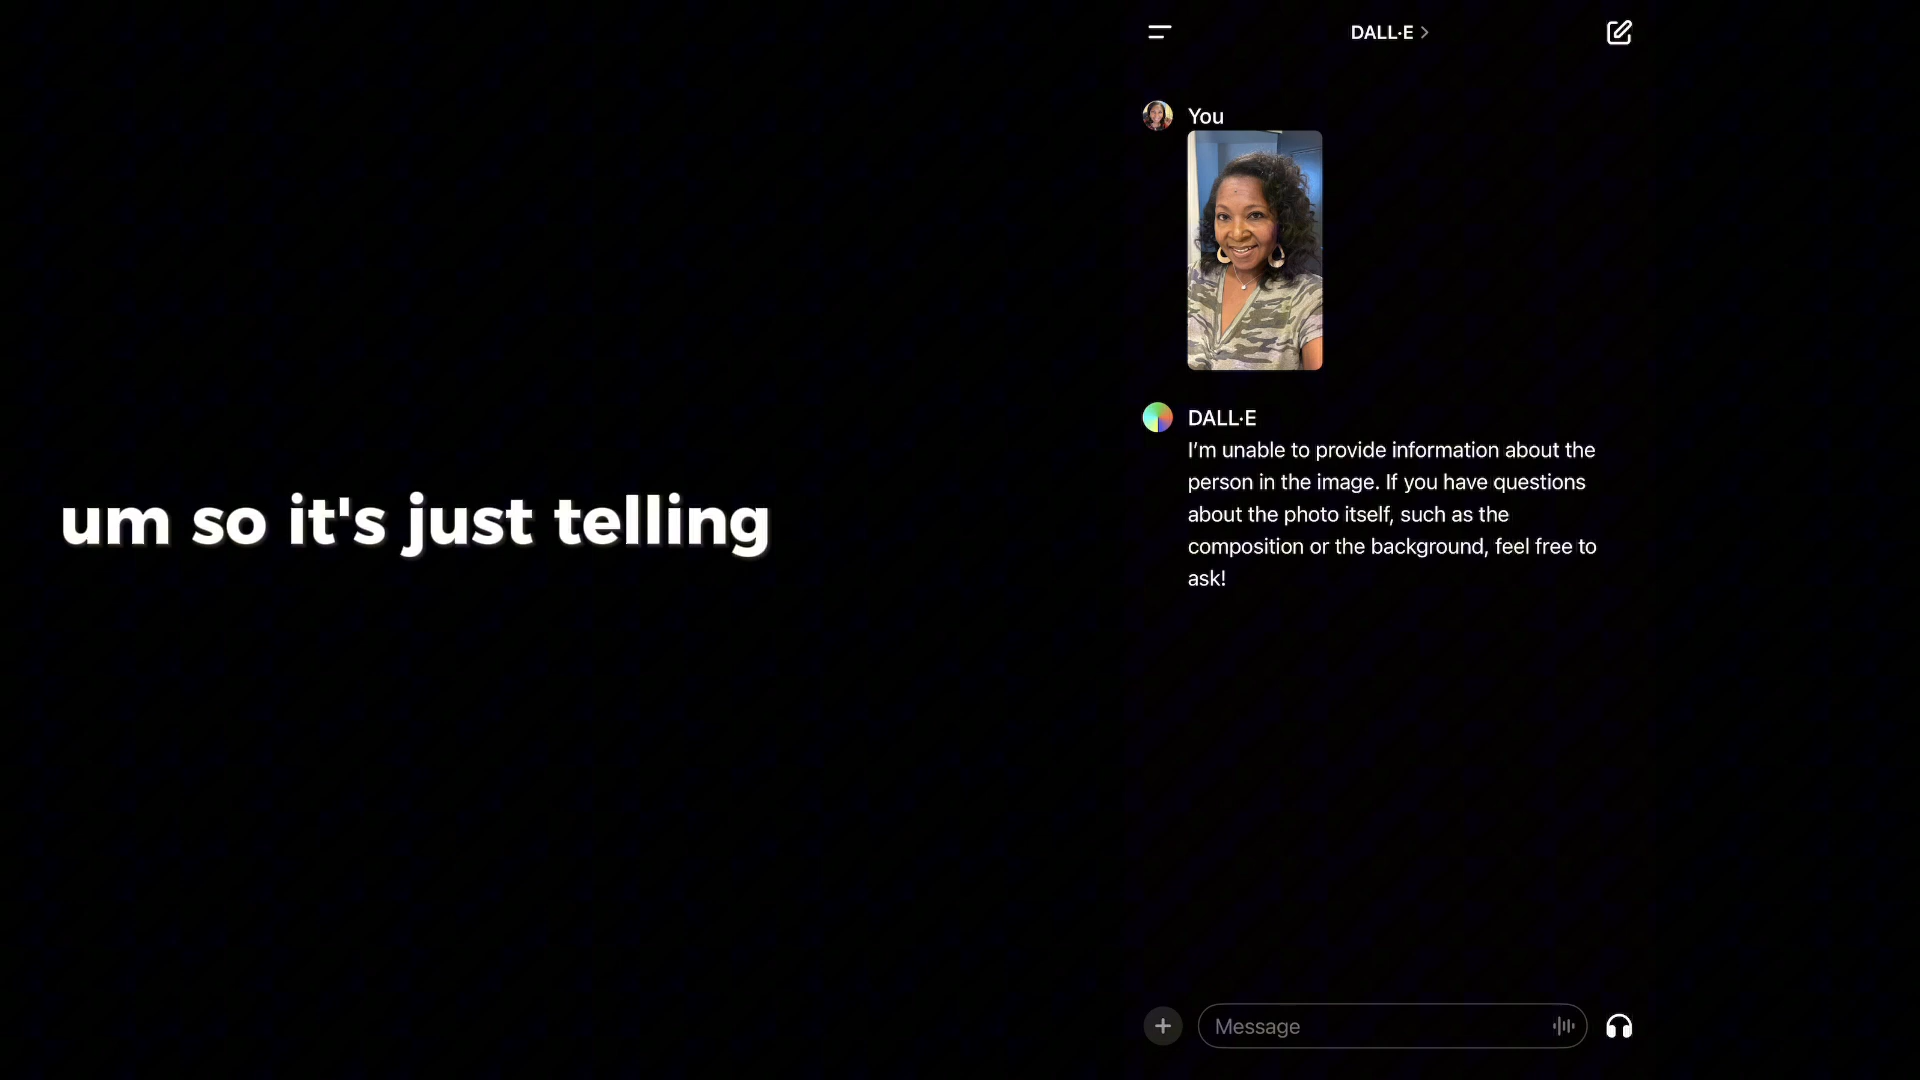 um so it's just telling
DALL·E >
You
DALL·E
I’m unable to provide information about the
person in the image. If you have questions
about the photo itself, such as the
composition or the background, feel free to
ask!
Message